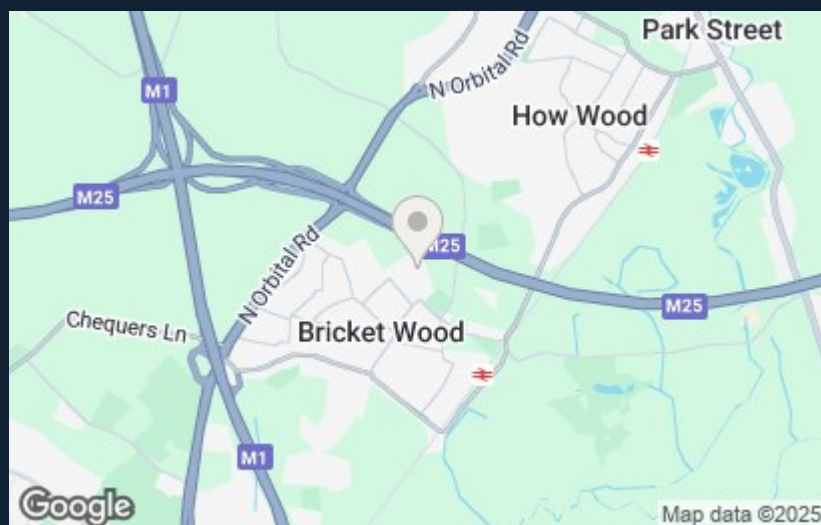 Park Street
M1
N Orbital Rd
How Wood
M25
M25
N Orbital Rd
M25
Chequers Ln
Bricket Wood
M1
Google
Map data ©2025